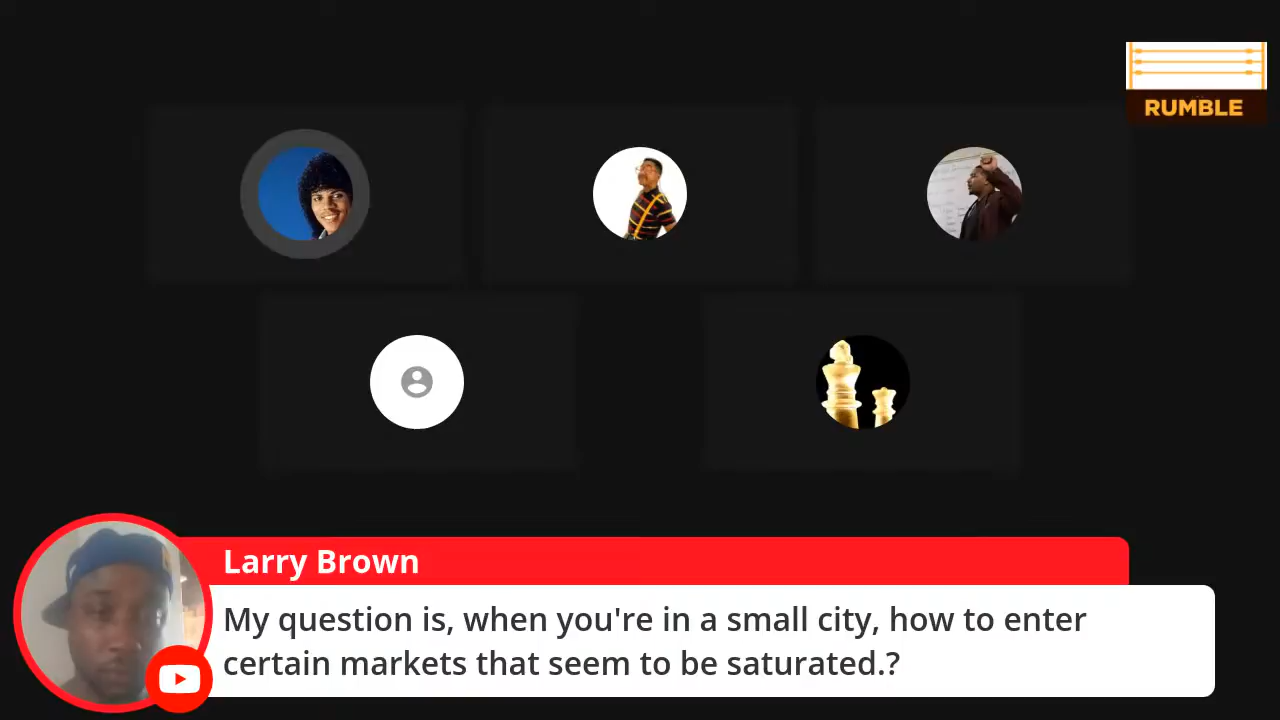 RUMBLE
Larry Brown
My question is, when you're in a small city, how to enter
certain markets that seem to be saturated.?